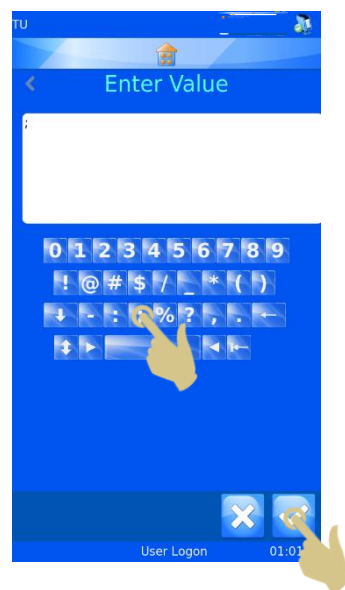 TU
Enter Value
;
0 1 2 3 4 5 6 7 8 9
! @ # $ / _ * ( )
- : ; % ? , .
User Logon 01:01